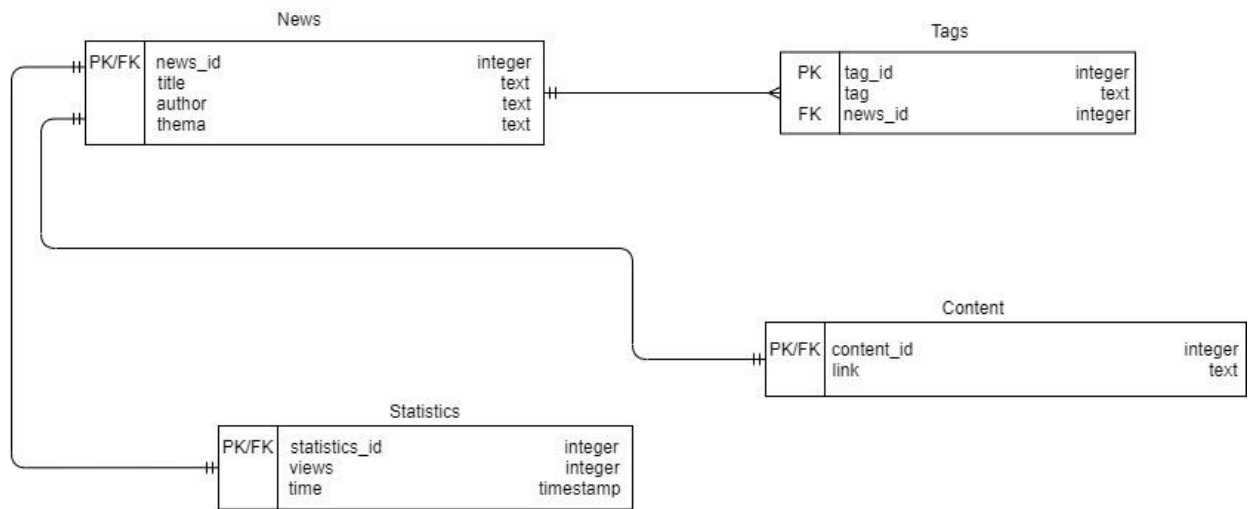 News
PK/FK news_id integer
title text
author text
thema text
Tags
PK tag_id integer
tag text
FK news_id integer
Content
PK/FK content_id integer
link text
Statistics
PK/FK statistics_id integer
views integer
time timestamp